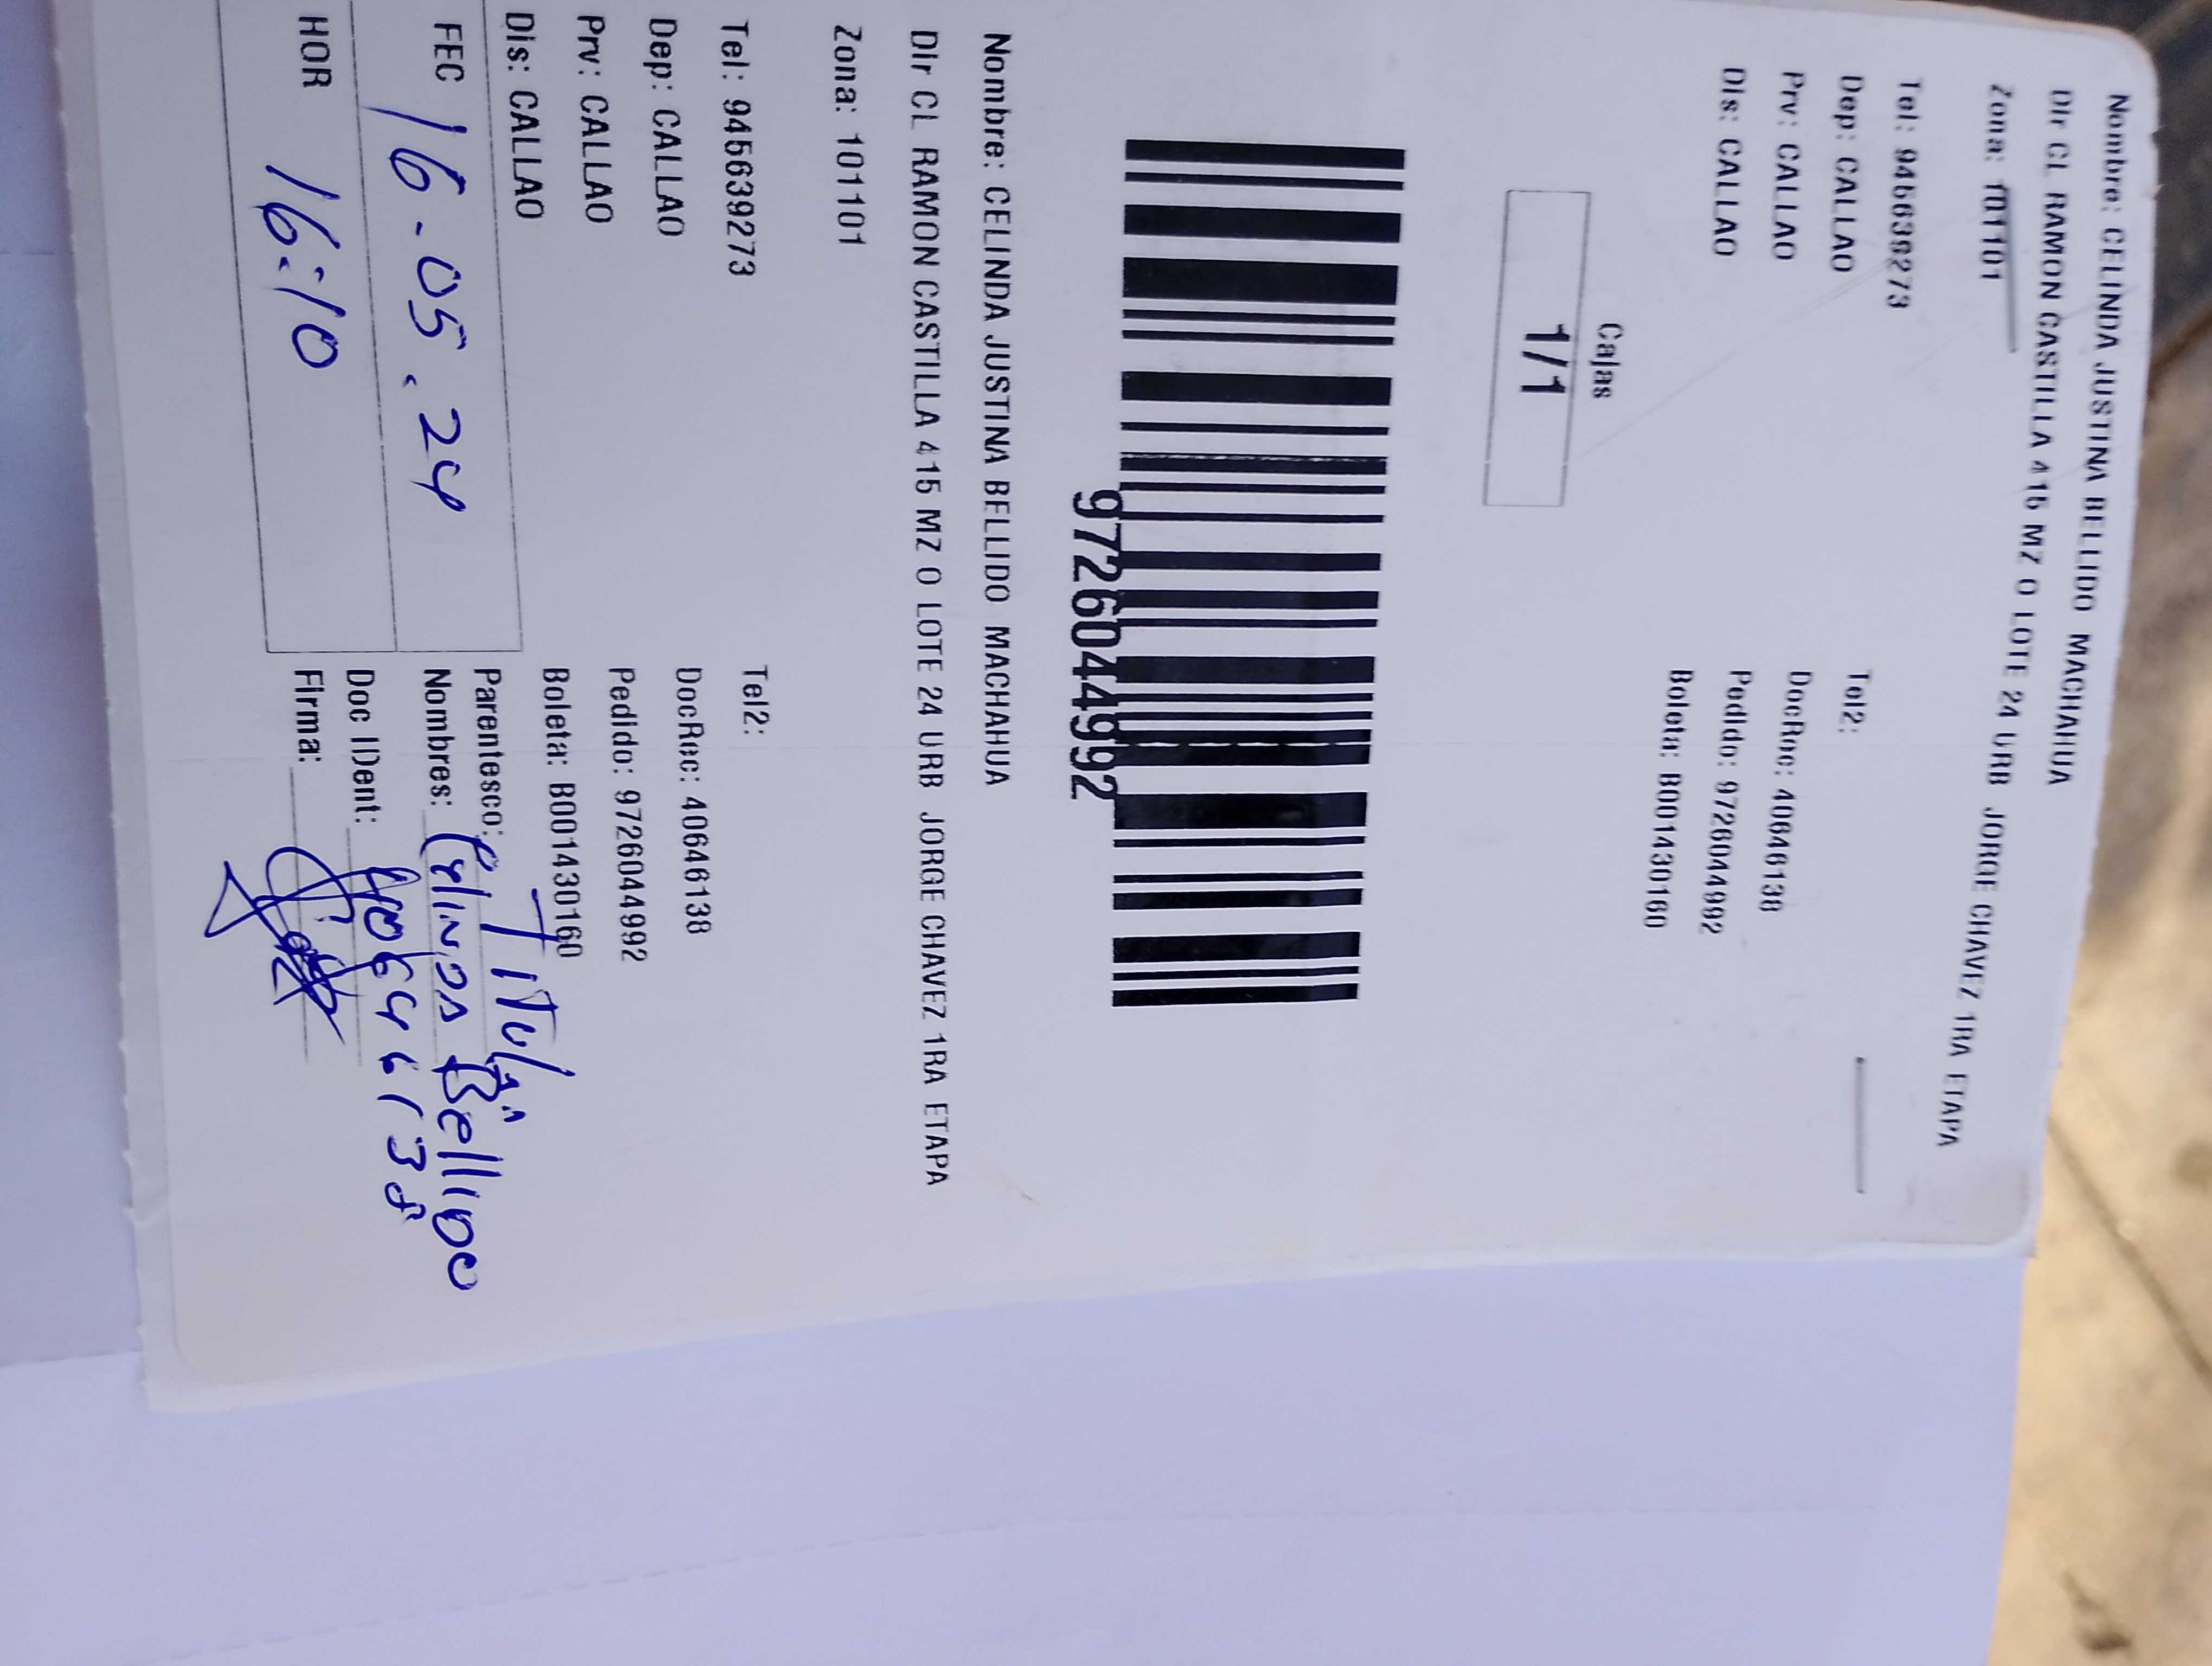 Nombre: CELINDA JUSTINA BELLIDO MACHAHUA
Dir CL RAMON CASTILLA 415 MZ O LOTE 24 URB JORGE CHAVEZ 1RA ETAPA
Zona: 101101
Tel: 945639273
Tel2:
Dep: CALLAO
DocRec: 40646138
Prv: CALLAO
Pedido: 9726044992
Dis: CALLAO
Boleta: B001430160
Cajas
1/1
9726044992
Nombre: CELINDA JUSTINA BELLIDO MACHAHUA
Dir CL RAMON CASTILLA 415 MZ O LOTE 24 URB JORGE CHAVEZ 1RA ETAPA
Zona: 101101
Tel: 945639273
Tel2:
Dep: CALLAO
DocRec: 40646138
Prv: CALLAO
Pedido: 9726044992
Dis: CALLAO
Boleta: B001430160
FEC 16.05.24
HOR 16:10
Parentesco:
Nombres: Celinda Bellido
Doc IDent: 40646138
Firma: